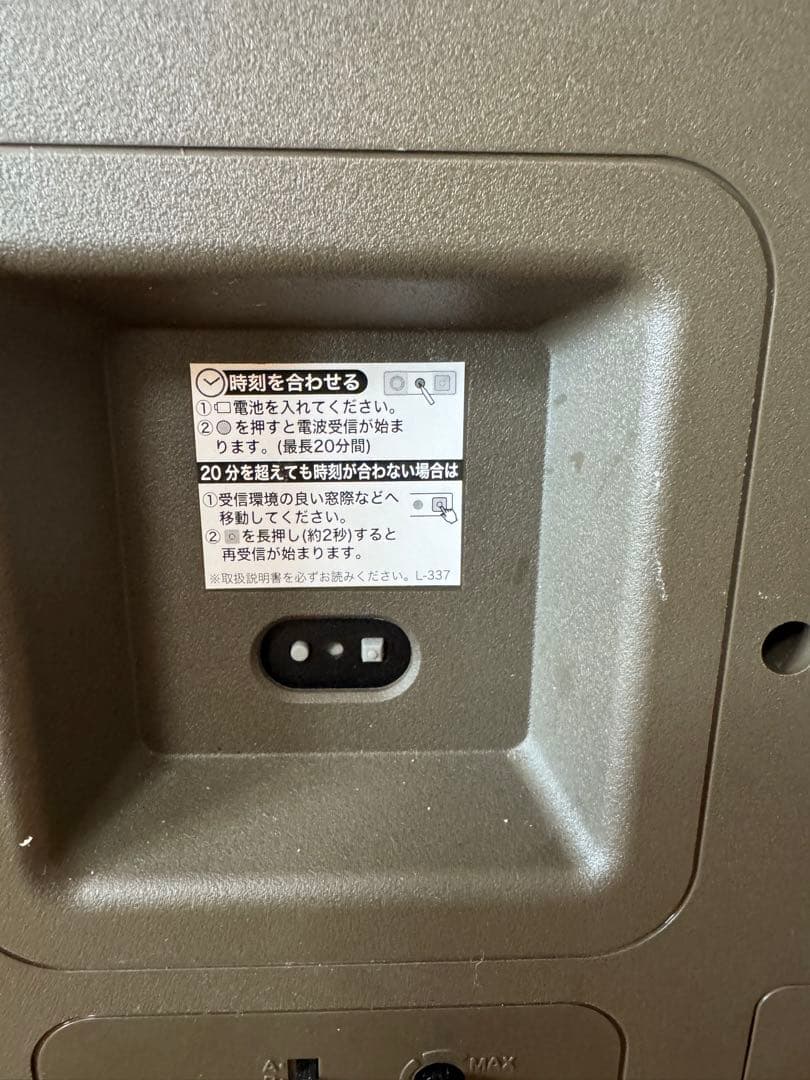 時刻を合わせる
①電池を入れてください。
②を押すと電波受信が始ま
ります。(最長20分間)
20分を超えても時刻が合わない場合は
①受信環境の良い窓際などへ
移動してください。
②を長押し(約2秒)すると
再受信が始まります。
※取扱説明書を必ずお読みください。L-337
A
MAX